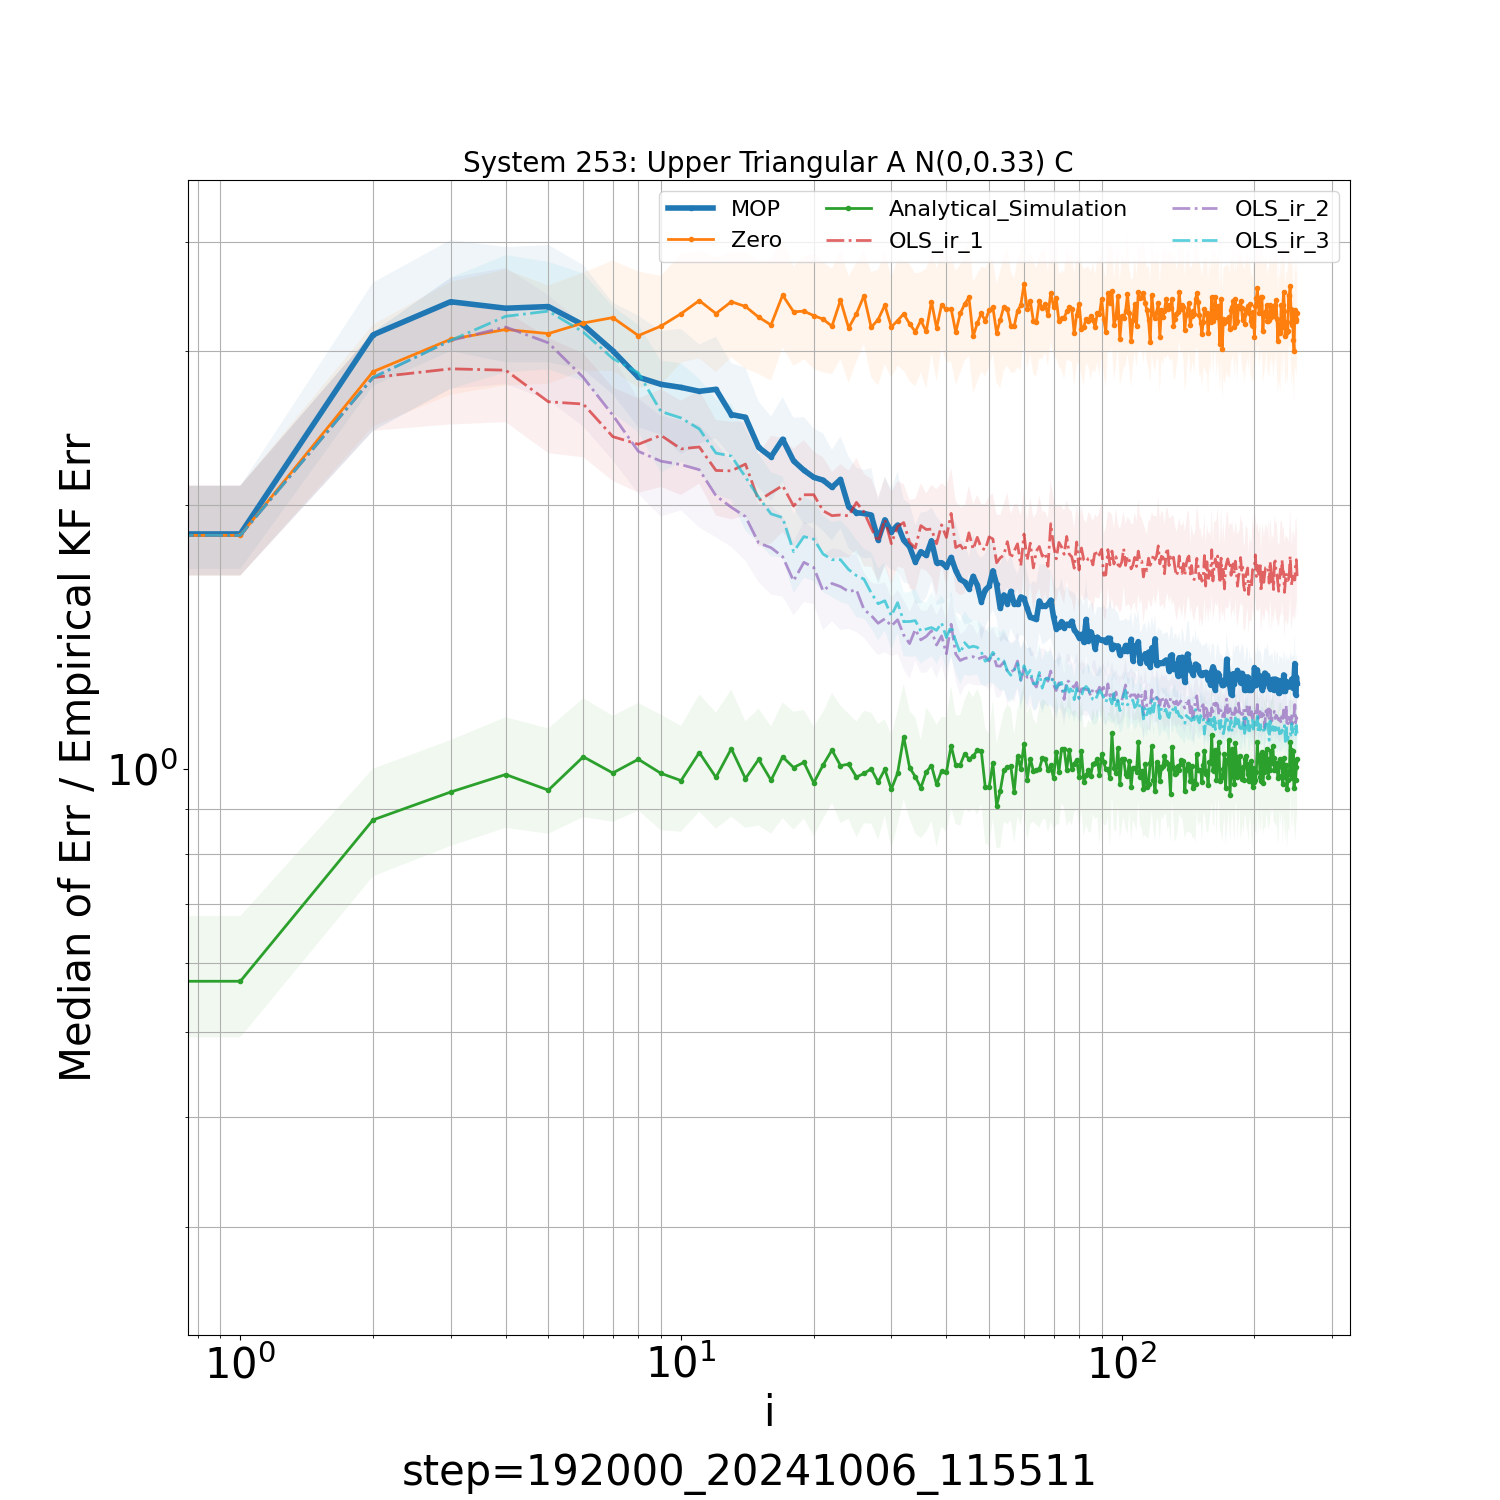 System 253: Upper Triangular A N(0,0.33) C
MOP
Zero
Analytical_Simulation
OLS_ir_1
OLS_ir_2
OLS_ir_3
Median of Err / Empirical KF Err
10⁰
10⁰
10¹
10²
i
step=192000_20241006_115511